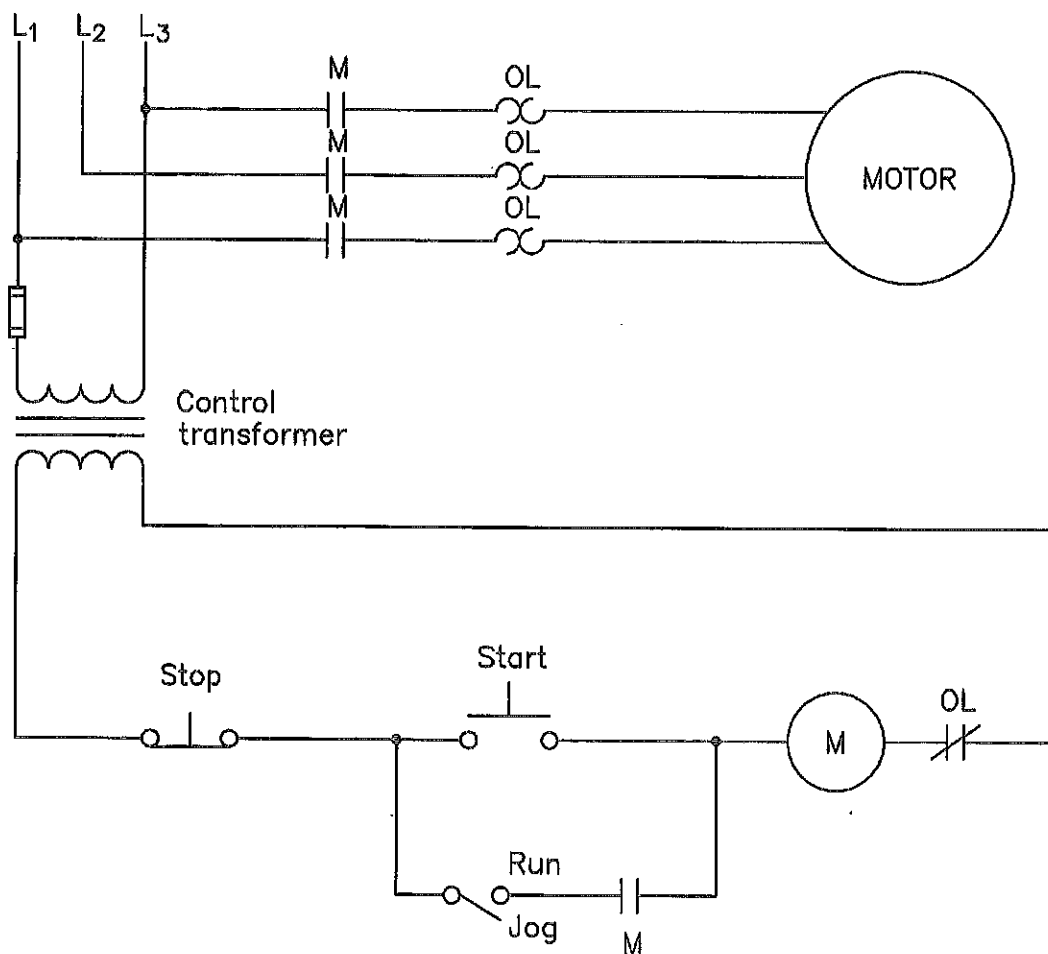 L1 L2 L3
M OL
M OL
M OL
MOTOR
Control
transformer
Stop
Start
M
OL
Run
Jog
M